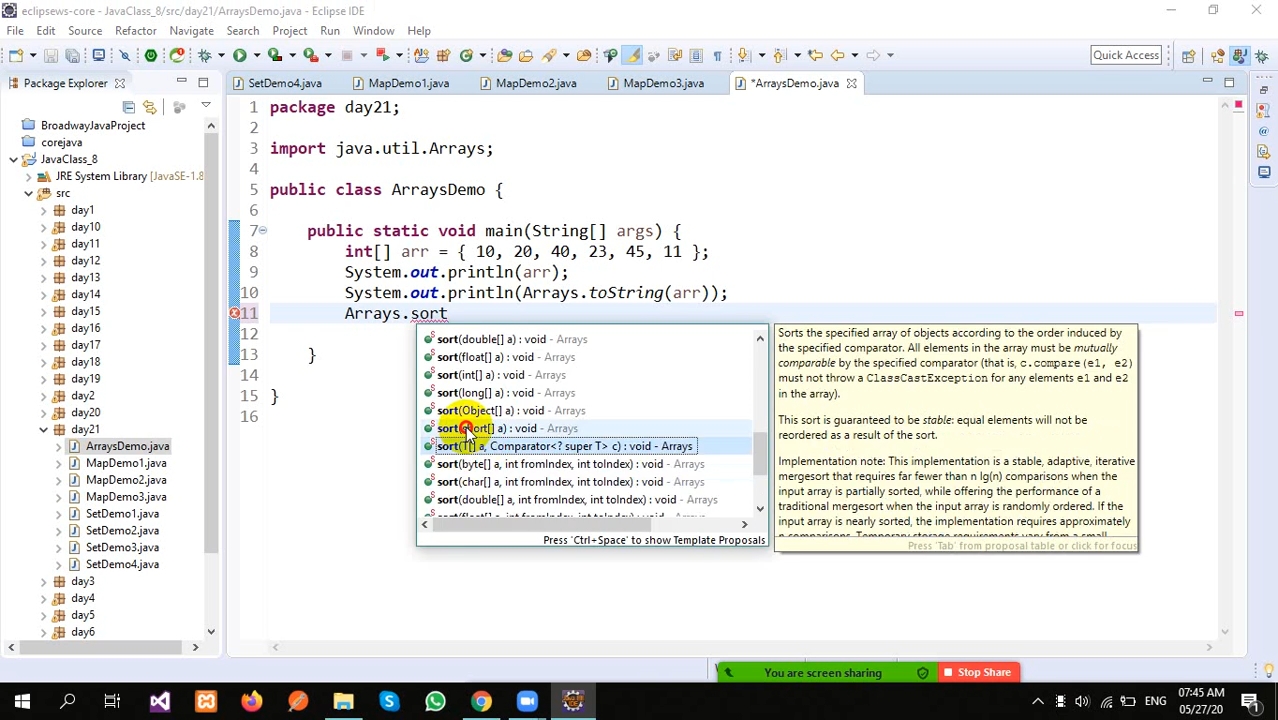 eclipsews-core - JavaClass_8/src/day21/ArraysDemo.java - Eclipse IDE
File Edit Source Refactor Navigate Search Project Run Window Help
Quick Access
Package Explorer
SetDemo4.java MapDemo1.java MapDemo2.java MapDemo3.java *ArraysDemo.java
BroadwayJavaProject
corejava
JavaClass_8
JRE System Library [JavaSE-1.8
src
day1
day10
day11
day12
day13
day14
day15
day16
day17
day18
day19
day2
day20
day21
ArraysDemo.java
MapDemo1.java
MapDemo2.java
MapDemo3.java
SetDemo1.java
SetDemo2.java
SetDemo3.java
SetDemo4.java
day3
day4
day5
day6
1 package day21;
2
3 import java.util.Arrays;
4
5 public class ArraysDemo {
6
7 public static void main(String[] args) {
8 int[] arr = { 10, 20, 40, 23, 45, 11 };
9 System.out.println(arr);
10 System.out.println(Arrays.toString(arr));
11 Arrays.sort
12
13 }
14
15 }
16
sort(double[] a) : void - Arrays
sort(float[] a) : void - Arrays
sort(int[] a) : void - Arrays
sort(long[] a) : void - Arrays
sort(Object[] a) : void - Arrays
sort(short[] a) : void - Arrays
sort(T[] a, Comparator<? super T> c) : void - Arrays
sort(byte[] a, int fromIndex, int toIndex) : void - Arrays
sort(char[] a, int fromIndex, int toIndex) : void - Arrays
sort(double[] a, int fromIndex, int toIndex) : void - Arrays
Press 'Ctrl+Space' to show Template Proposals
Sorts the specified array of objects according to the order induced by
the specified comparator. All elements in the array must be mutually
comparable by the specified comparator (that is, c.compare(e1, e2)
must not throw a ClassCastException for any elements e1 and e2
in the array).
This sort is guaranteed to be stable: equal elements will not be
reordered as a result of the sort.
Implementation note: This implementation is a stable, adaptive, iterative
mergesort that requires far fewer than n lg(n) comparisons when the
input array is partially sorted, while offering the performance of a
traditional mergesort when the input array is randomly ordered. If the
input array is nearly sorted, the implementation requires approximately
n comparisons. Temporary storage requirements vary from a small
Press 'Tab' from proposal table or click for focus
You are screen sharing Stop Share
ENG
07:45 AM
05/27/20
1